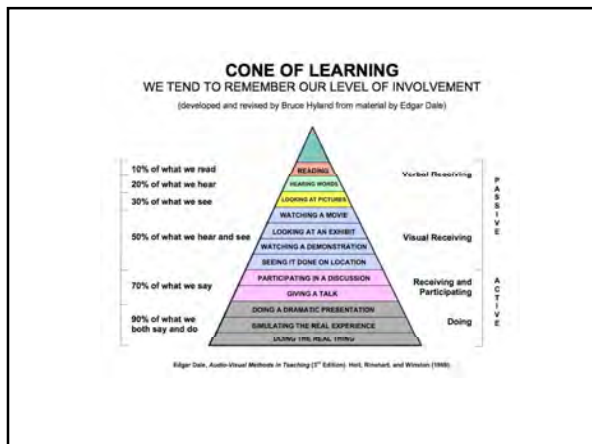 CONE OF LEARNING
WE TEND TO REMEMBER OUR LEVEL OF INVOLVEMENT
(developed and revised by Bruce Hyland from material by Edgar Dale)
10% of what we read
READING
Verbal Receiving
20% of what we hear
HEARING WORDS
30% of what we see
LOOKING AT PICTURES
WATCHING A MOVIE
50% of what we hear and see
LOOKING AT AN EXHIBIT
Visual Receiving
WATCHING A DEMONSTRATION
SEEING IT DONE ON LOCATION
PASSIVE
70% of what we say
PARTICIPATING IN A DISCUSSION
Receiving and
Participating
GIVING A TALK
90% of what we
both say and do
DOING A DRAMATIC PRESENTATION
SIMULATING THE REAL EXPERIENCE
Doing
DOING THE REAL THING
ACTIVE
Edgar Dale, Audio-Visual Methods in Teaching (3rd Edition). Holt, Rinehart, and Winston (1969).